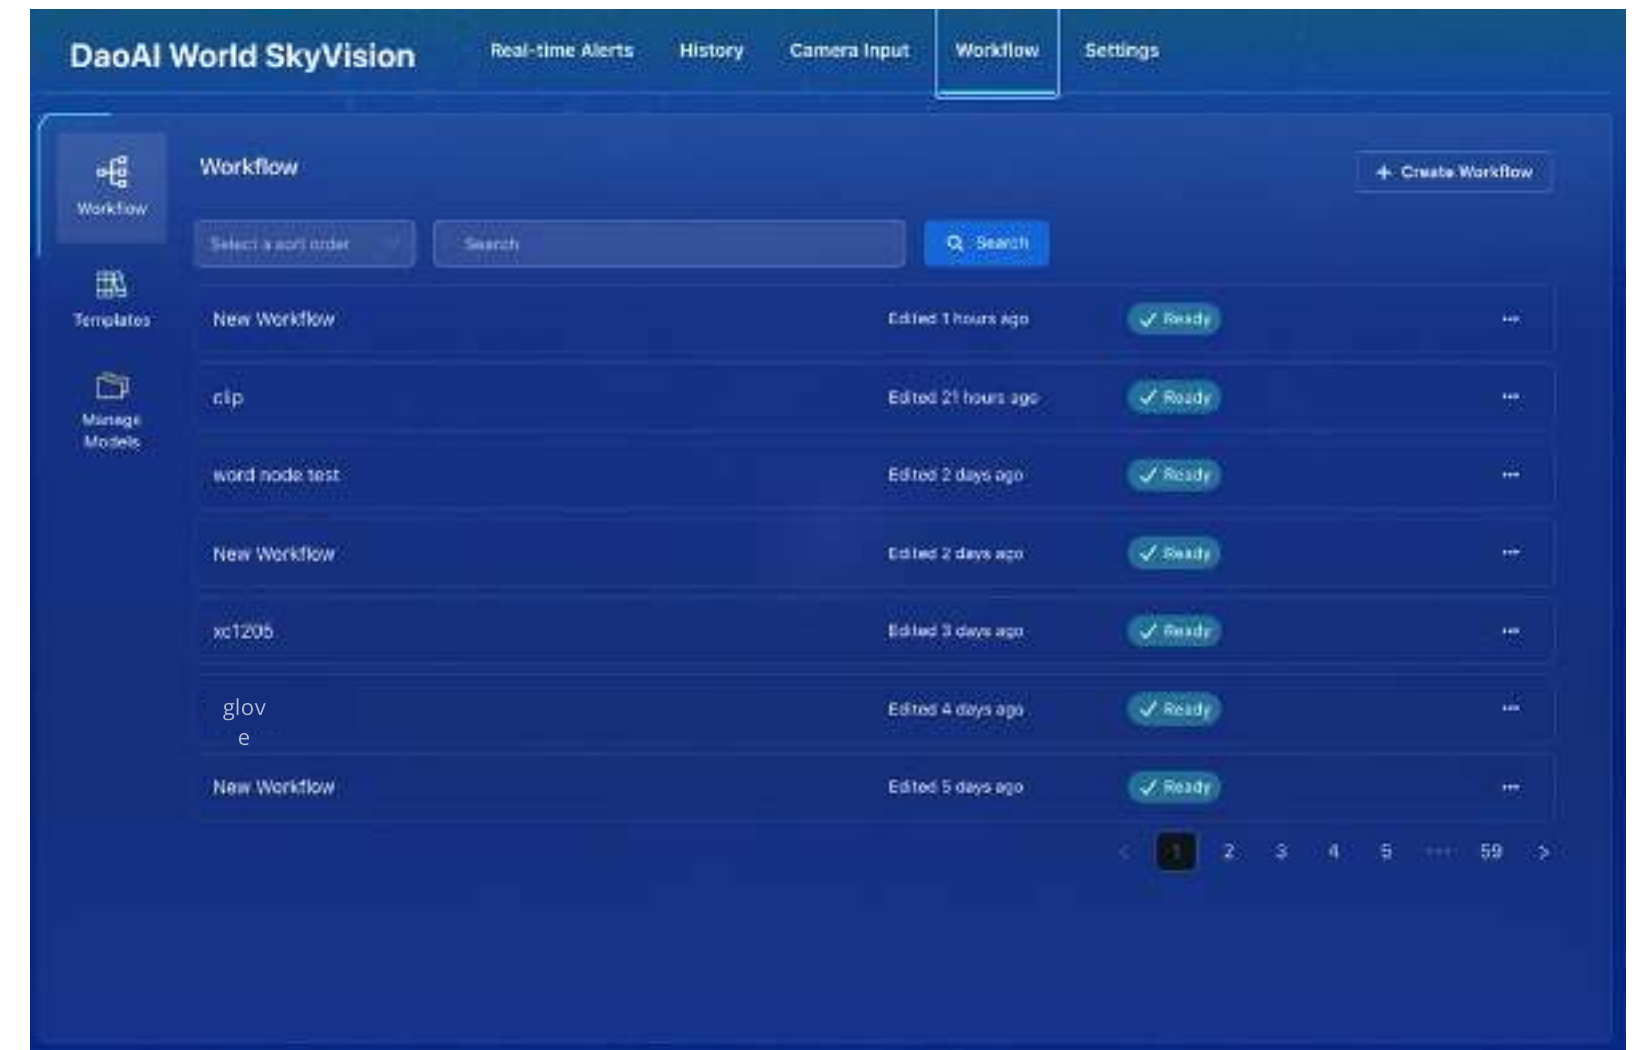 DaoAI World SkyVision
Real-time Alerts
History
Camera Input
Workflow
Settings
Workflow
Templates
Manage
Models
Workflow
+ Create Workflow
Select a sort order
Search
Search
New Workflow
Edited 1 hours ago
Ready
clip
Edited 21 hours ago
Ready
word node test
Edited 2 days ago
Ready
New Workflow
Edited 2 days ago
Ready
xc1205
Edited 3 days ago
Ready
glov
e
Edited 4 days ago
Ready
New Workflow
Edited 5 days ago
Ready
< 1 2 3 4 5 ••• 59 >